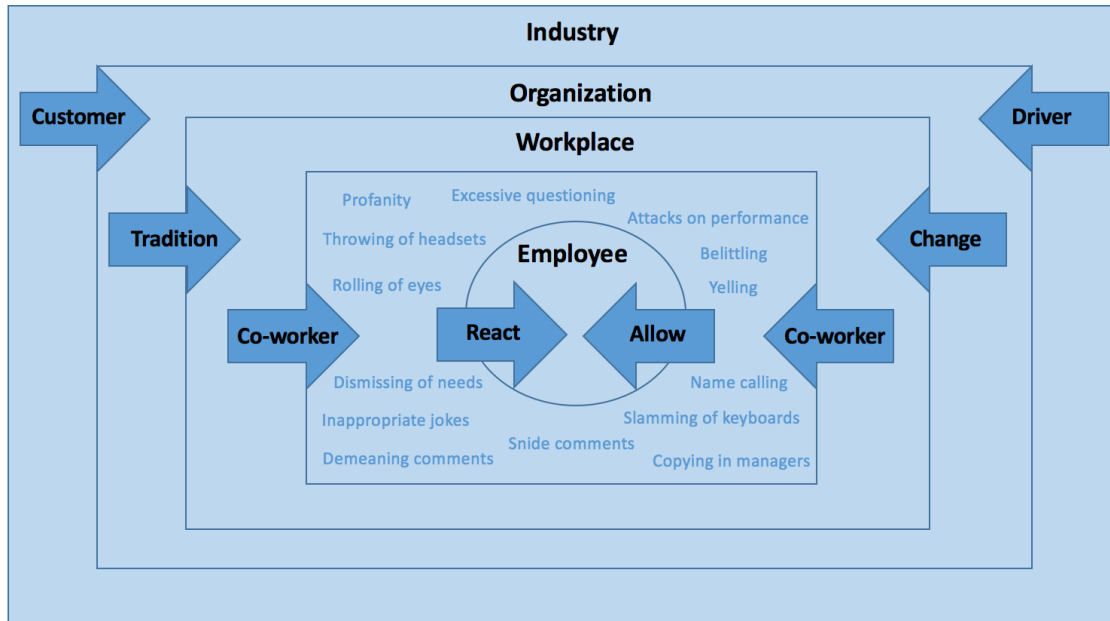 Industry
Organization
Customer
Driver
Workplace
Profanity
Excessive questioning
Attacks on performance
Tradition
Throwing of headsets
Employee
Belittling
Change
Rolling of eyes
Yelling
Co-worker
React
Allow
Co-worker
Dismissing of needs
Name calling
Inappropriate jokes
Slamming of keyboards
Snide comments
Demeaning comments
Copying in managers